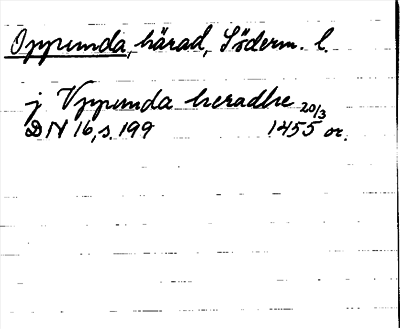 Oppunda, härad, Söderm. l.
j Vppunda heradhe 20/3
DN 16, s. 199 1455 or.